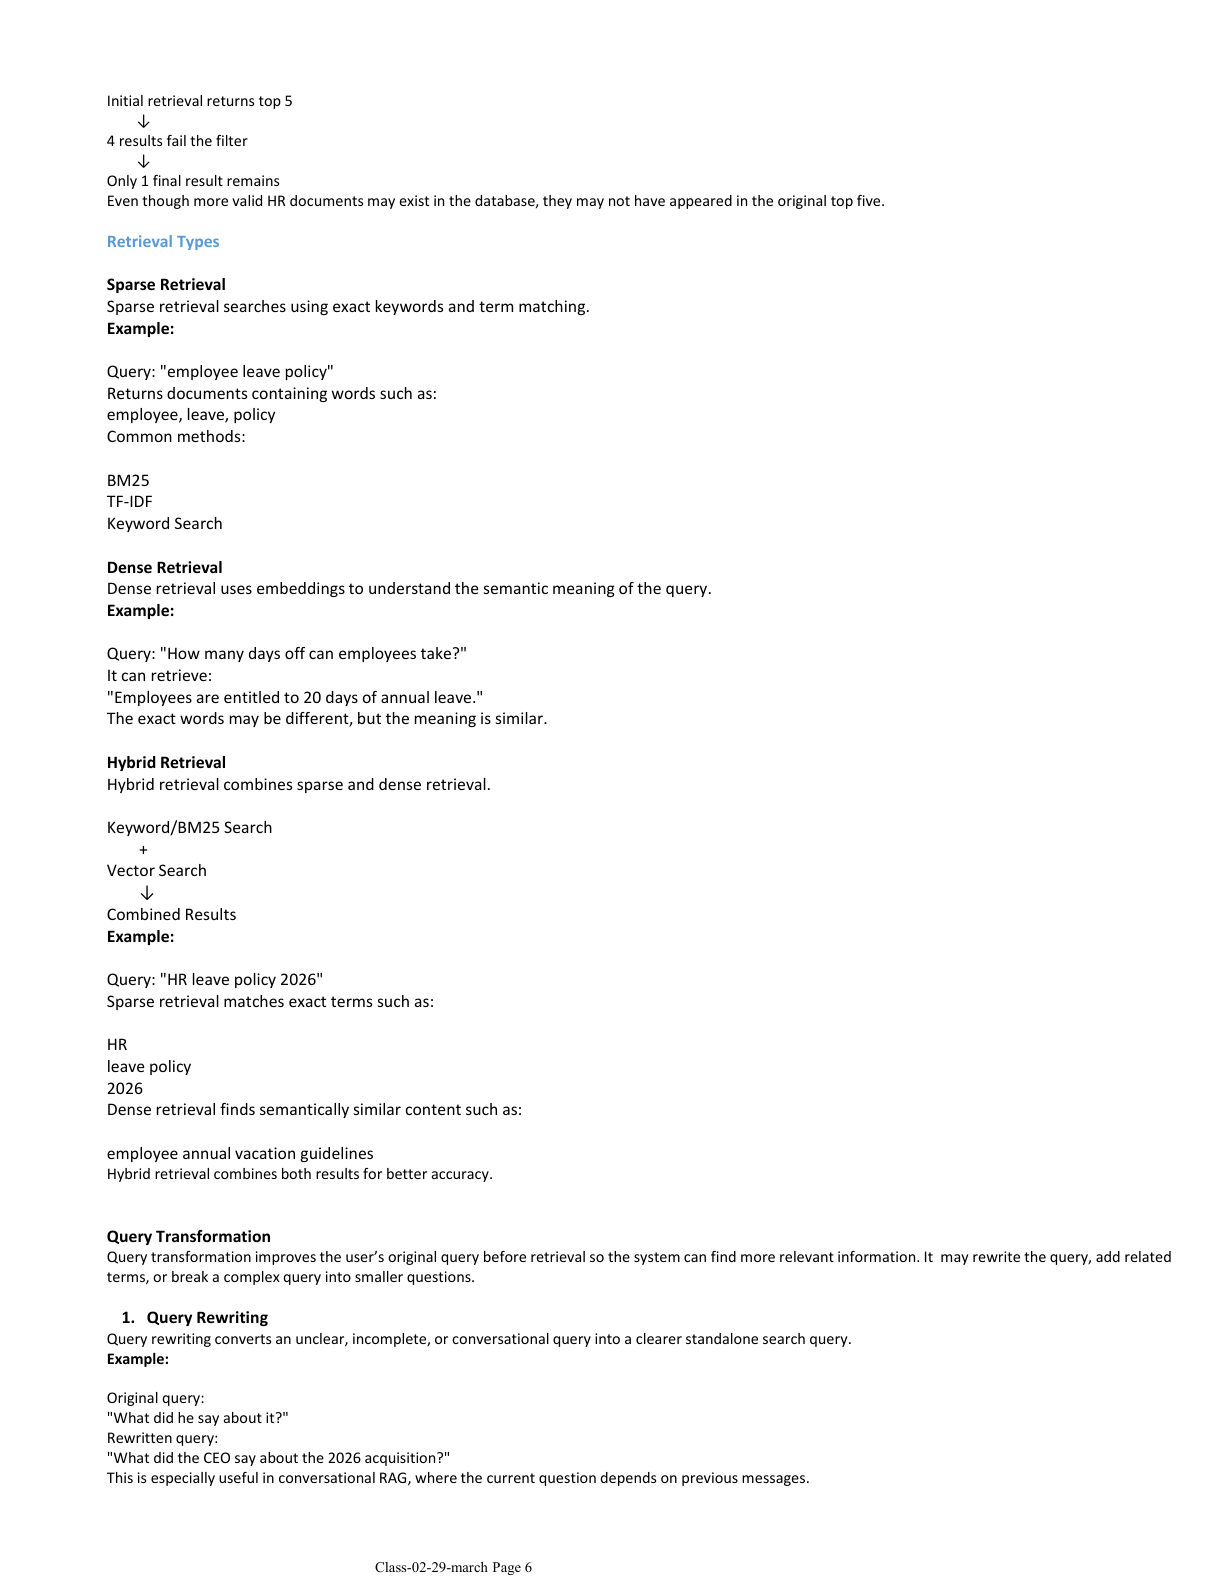 Initial retrieval returns top 5
↓
4 results fail the filter
↓
Only 1 final result remains
Even though more valid HR documents may exist in the database, they may not have appeared in the original top five.
Retrieval Types
Sparse Retrieval
Sparse retrieval searches using exact keywords and term matching.
Example:
Query: "employee leave policy"
Returns documents containing words such as:
employee, leave, policy
Common methods:
BM25
TF-IDF
Keyword Search
Dense Retrieval
Dense retrieval uses embeddings to understand the semantic meaning of the query.
Example:
Query: "How many days off can employees take?"
It can retrieve:
"Employees are entitled to 20 days of annual leave."
The exact words may be different, but the meaning is similar.
Hybrid Retrieval
Hybrid retrieval combines sparse and dense retrieval.
Keyword/BM25 Search
+
Vector Search
↓
Combined Results
Example:
Query: "HR leave policy 2026"
Sparse retrieval matches exact terms such as:
HR
leave policy
2026
Dense retrieval finds semantically similar content such as:
employee annual vacation guidelines
Hybrid retrieval combines both results for better accuracy.
Query Transformation
Query transformation improves the user’s original query before retrieval so the system can find more relevant information. It  may rewrite the query, add related
terms, or break a complex query into smaller questions.
1. Query Rewriting
Query rewriting converts an unclear, incomplete, or conversational query into a clearer standalone search query.
Example:
Original query:
"What did he say about it?"
Rewritten query:
"What did the CEO say about the 2026 acquisition?"
This is especially useful in conversational RAG, where the current question depends on previous messages.
Class-02-29-march Page 6